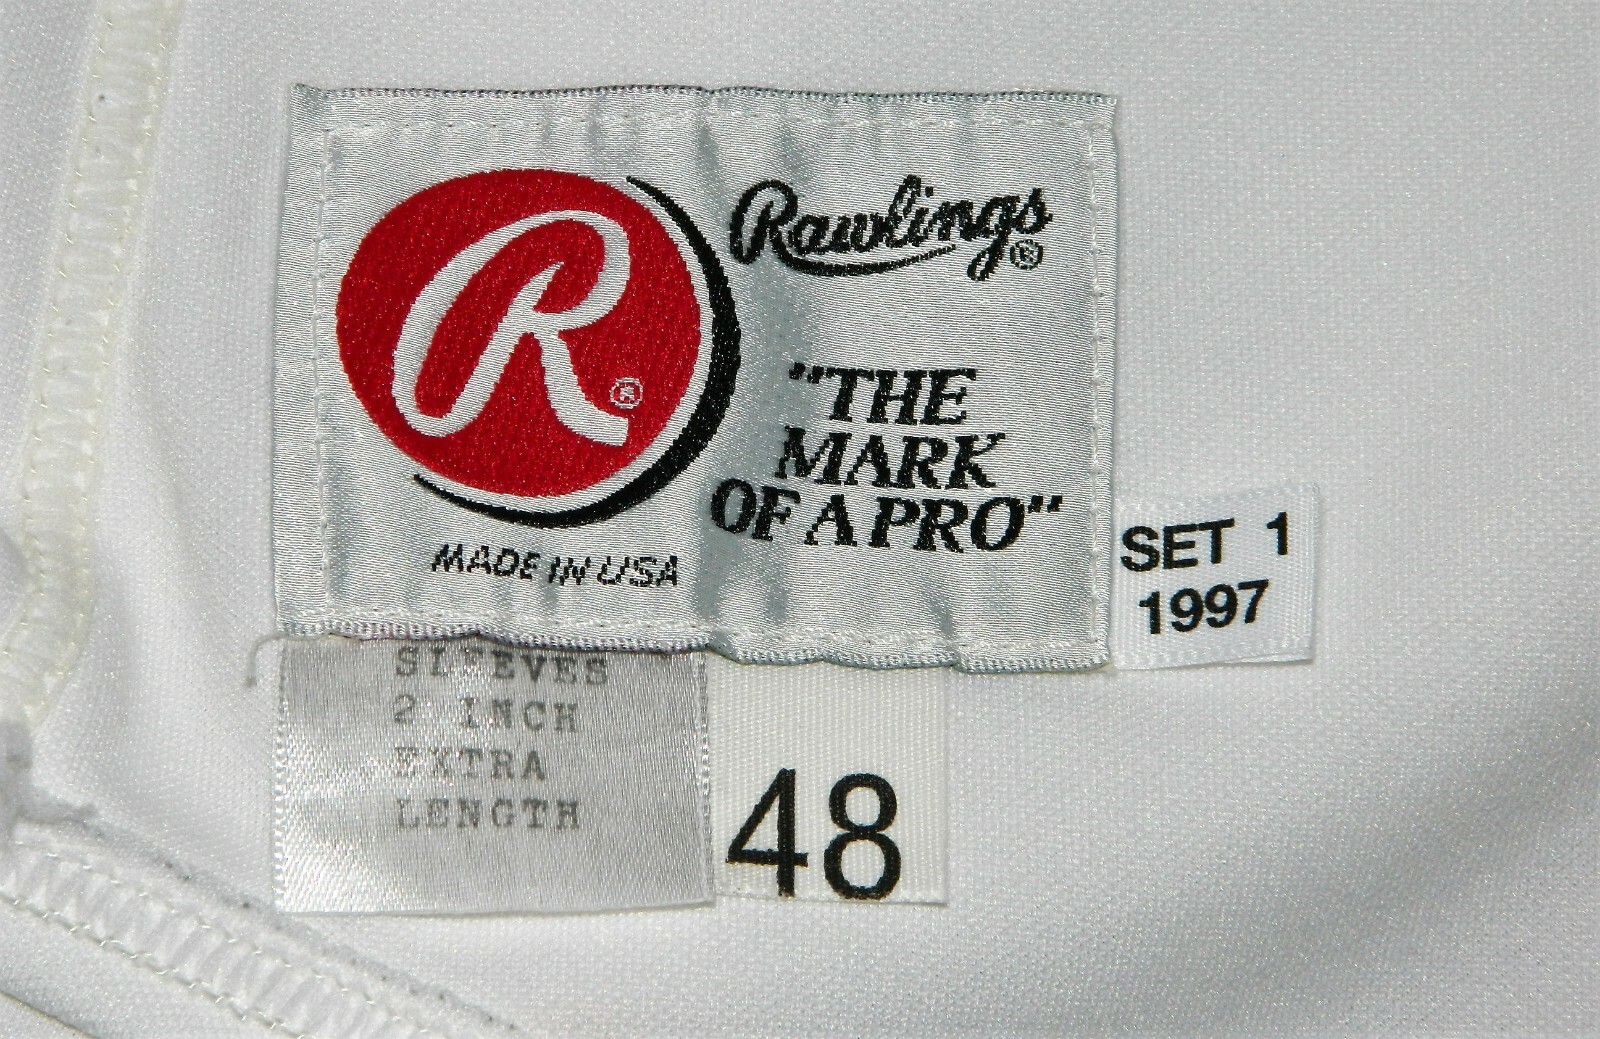 R®
Rawlings®
"THE
MARK
OF A PRO"
MADE IN USA
SET 1
1997
SLEEVES
2 INCH
EXTRA
LENGTH
48